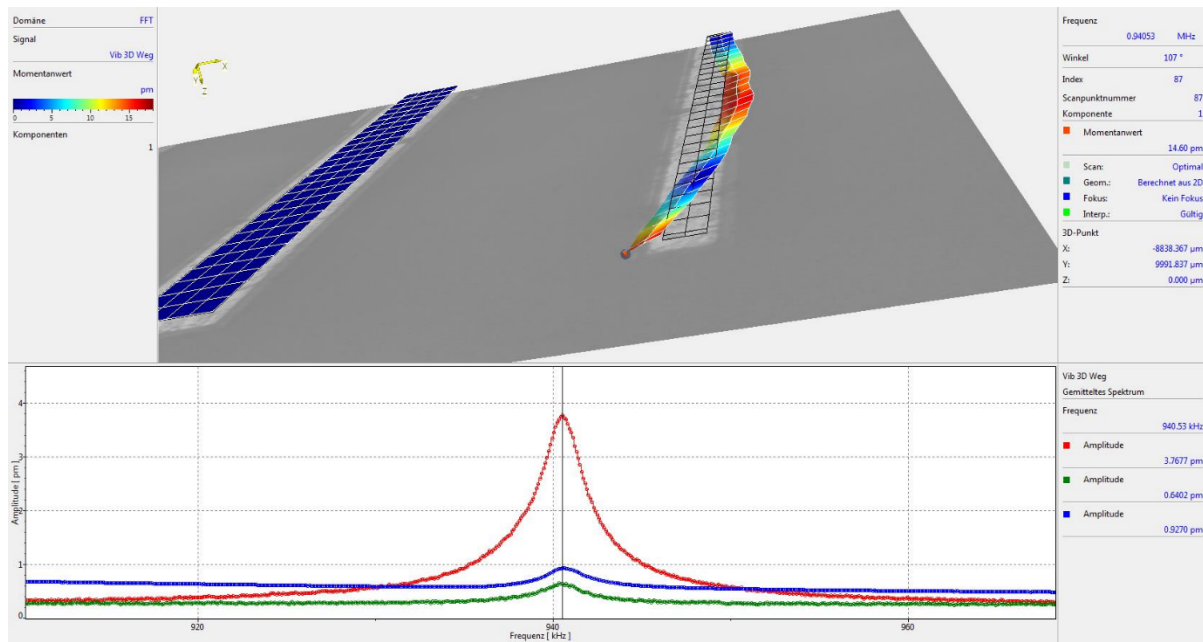 Domäne FFT
Signal
Vib 3D Weg
Momentanwert
pm
0 5 10 15
Komponenten
1
X
Y
Z
Frequenz
0.94053 MHz
Winkel 107 °
Index 87
Scanpunktnummer 87
Komponente 1
Momentanwert
14.60 pm
Scan: Optimal
Geom.: Berechnet aus 2D
Fokus: Kein Fokus
Interp.: Gültig
3D-Punkt
X: -8838.367 µm
Y: 9991.837 µm
Z: 0.000 µm
Amplitude [ pm ]
4
3
2
1
0
920 940 960
Frequenz [ kHz ]
Vib 3D Weg
Gemitteltes Spektrum
Frequenz
940.53 kHz
Amplitude
3.7677 pm
Amplitude
0.6402 pm
Amplitude
0.9270 pm